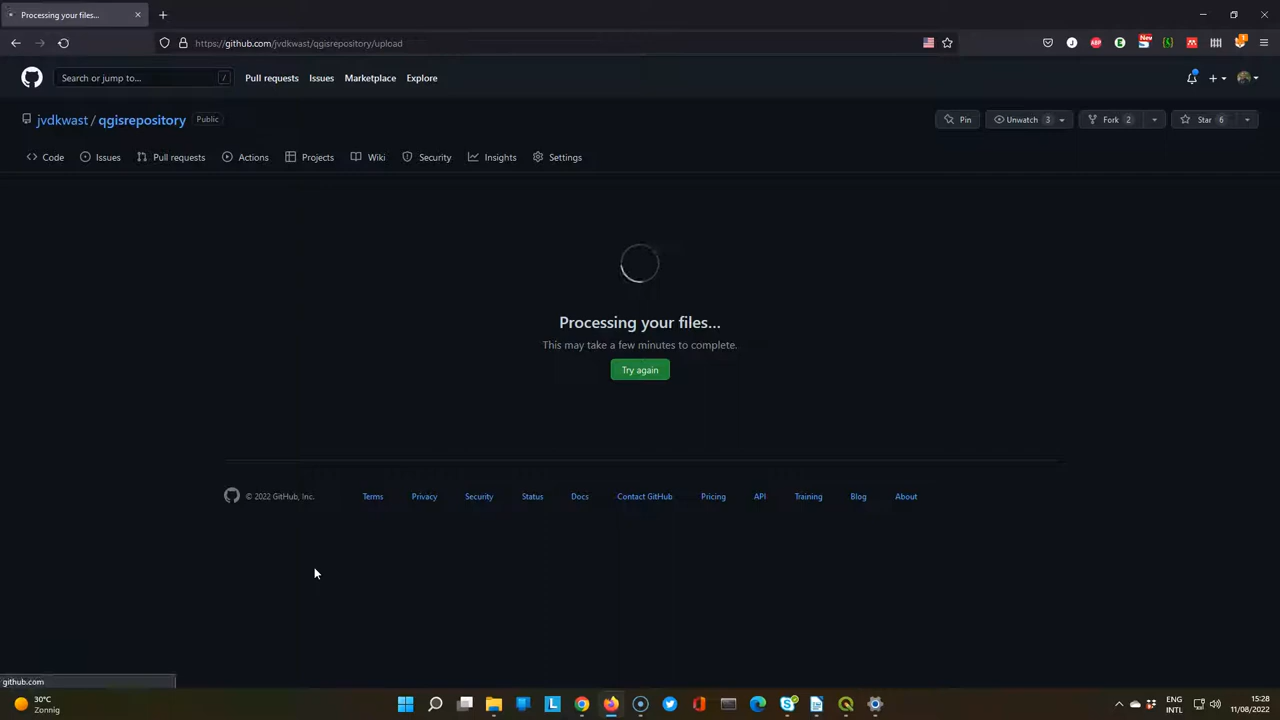 Processing your files...
https://github.com/jvdkwast/qgisrepository/upload
New
1
Search or jump to...
/
Pull requests
Issues
Marketplace
Explore
jvdkwast / qgisrepository
Public
Pin
Unwatch 3
Fork 2
Star 6
Code
Issues
Pull requests
Actions
Projects
Wiki
Security
Insights
Settings
Processing your files...
This may take a few minutes to complete.
Try again
© 2022 GitHub, Inc.
Terms
Privacy
Security
Status
Docs
Contact GitHub
Pricing
API
Training
Blog
About
github.com
30°C
Zonnig
ENG
INTL
15:28
11/08/2022